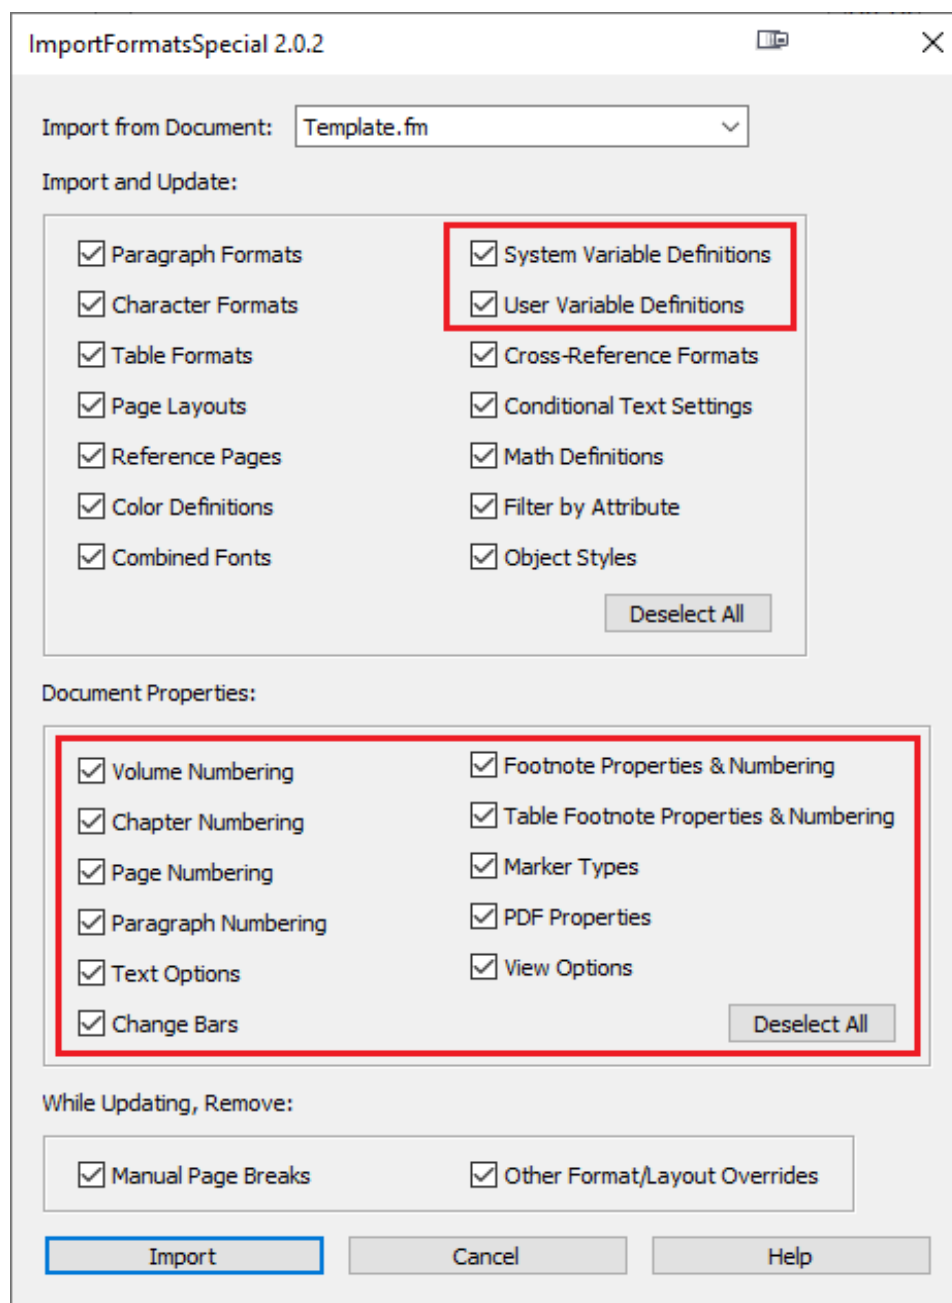 ImportFormatsSpecial 2.0.2
Import from Document: Template.fm
Import and Update:
Paragraph Formats
System Variable Definitions
Character Formats
User Variable Definitions
Table Formats
Cross-Reference Formats
Page Layouts
Conditional Text Settings
Reference Pages
Math Definitions
Color Definitions
Filter by Attribute
Combined Fonts
Object Styles
Deselect All
Document Properties:
Volume Numbering
Footnote Properties & Numbering
Chapter Numbering
Table Footnote Properties & Numbering
Page Numbering
Marker Types
Paragraph Numbering
PDF Properties
Text Options
View Options
Change Bars
Deselect All
While Updating, Remove:
Manual Page Breaks
Other Format/Layout Overrides
Import
Cancel
Help